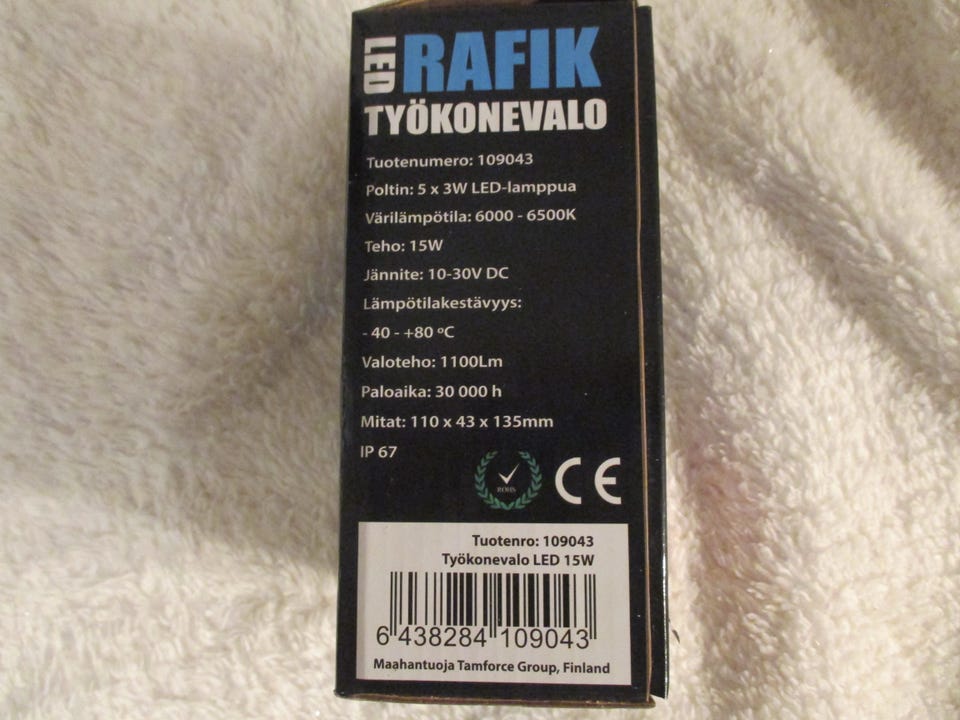 LED RAFIK
TYÖKONEVALO
Tuotenumero: 109043
Poltin: 5 x 3W LED-lamppua
Värilämpötila: 6000 - 6500K
Teho: 15W
Jännite: 10-30V DC
Lämpötilakestävyys:
- 40 - +80 ºC
Valoteho: 1100Lm
Paloaika: 30 000 h
Mitat: 110 x 43 x 135mm
IP 67
ROHS
CE
Tuotenro: 109043
Työkonevalo LED 15W
6 438284 109043
Maahantuoja Tamforce Group, Finland